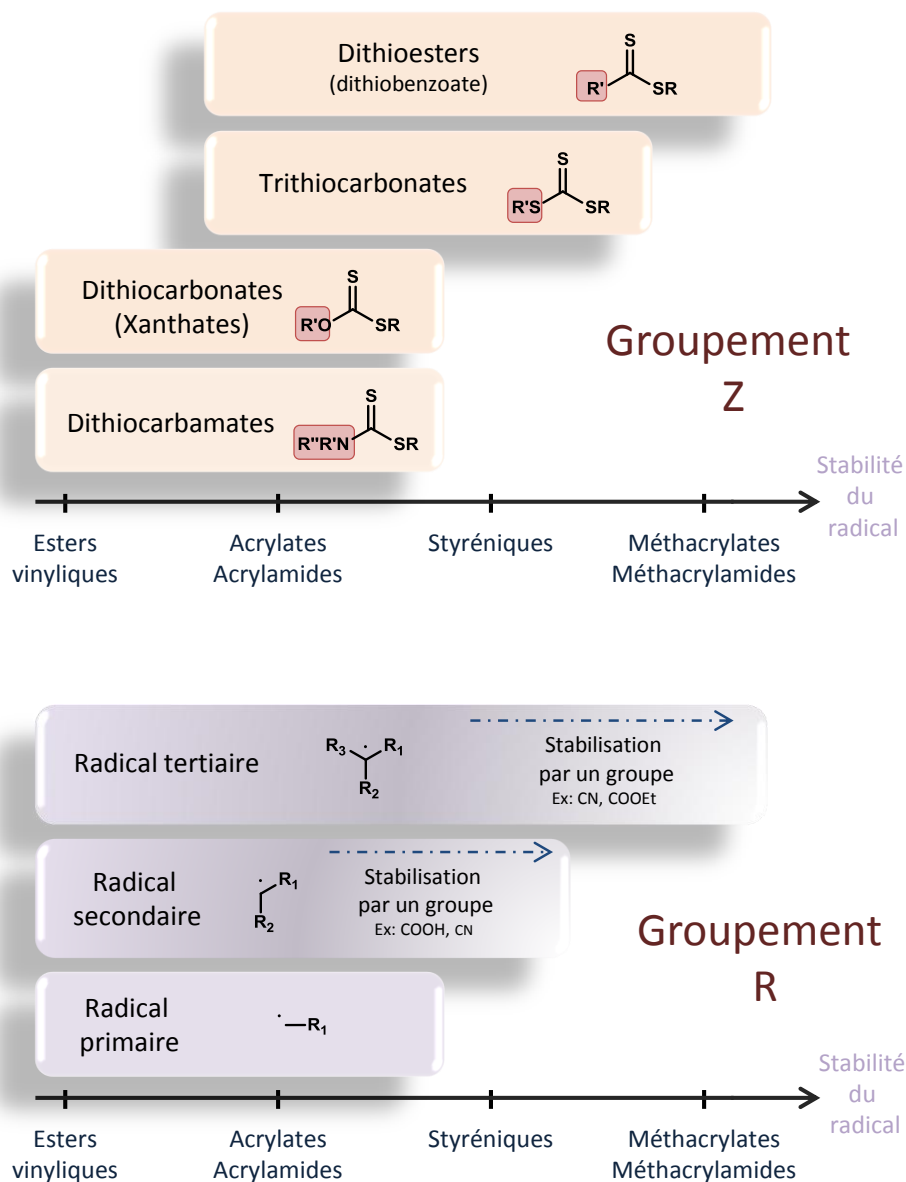 Dithioesters
(dithiobenzoate)
S
R'
SR
Trithiocarbonates
S
R'S
SR
Dithiocarbonates
(Xanthates)
S
R'O
SR
Dithiocarbamates
S
R''R'N
SR
Groupement
Z
Stabilité
du
radical
Esters
vinyliques
Acrylates
Acrylamides
Styréniques
Méthacrylates
Méthacrylamides
Radical tertiaire
R3
R1
R2
Stabilisation
par un groupe
Ex: CN, COOEt
Radical
secondaire
R1
R2
Stabilisation
par un groupe
Ex: COOH, CN
Groupement
R
Radical
primaire
R1
Stabilité
du
radical
Esters
vinyliques
Acrylates
Acrylamides
Styréniques
Méthacrylates
Méthacrylamides